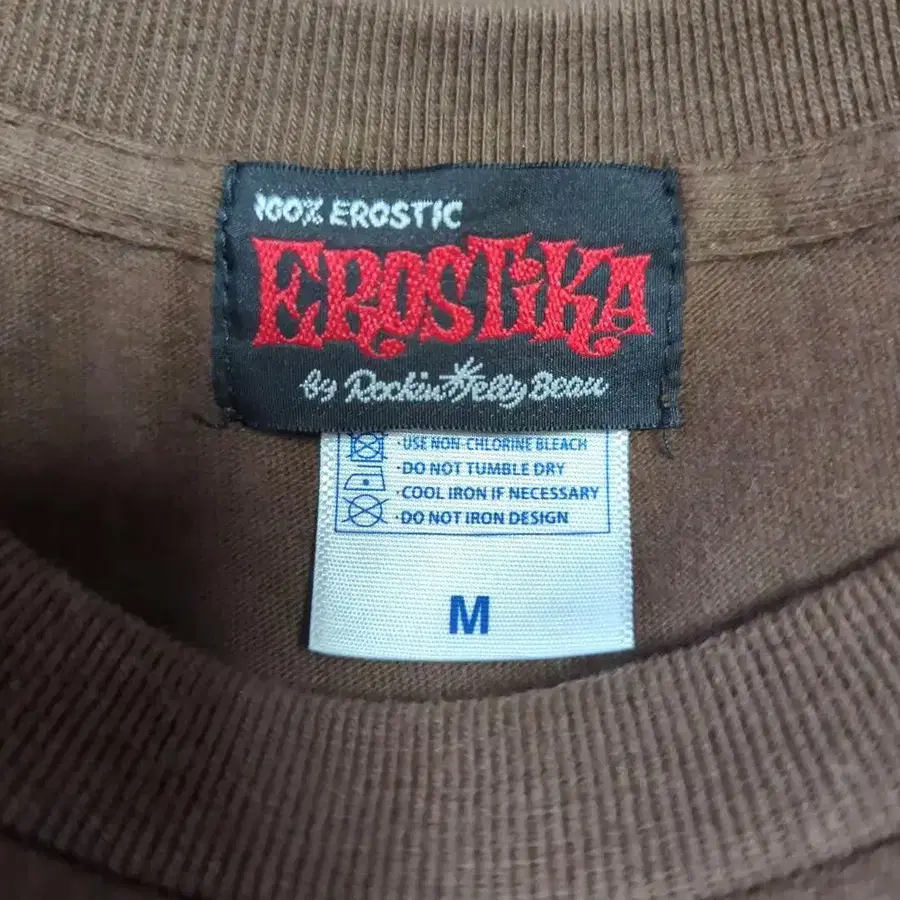 100% EROSTIC
EROSTIKA
by Rockin*Jelly Bean
·USE NON-CHLORINE BLEACH
·DO NOT TUMBLE DRY
·COOL IRON IF NECESSARY
·DO NOT IRON DESIGN
M